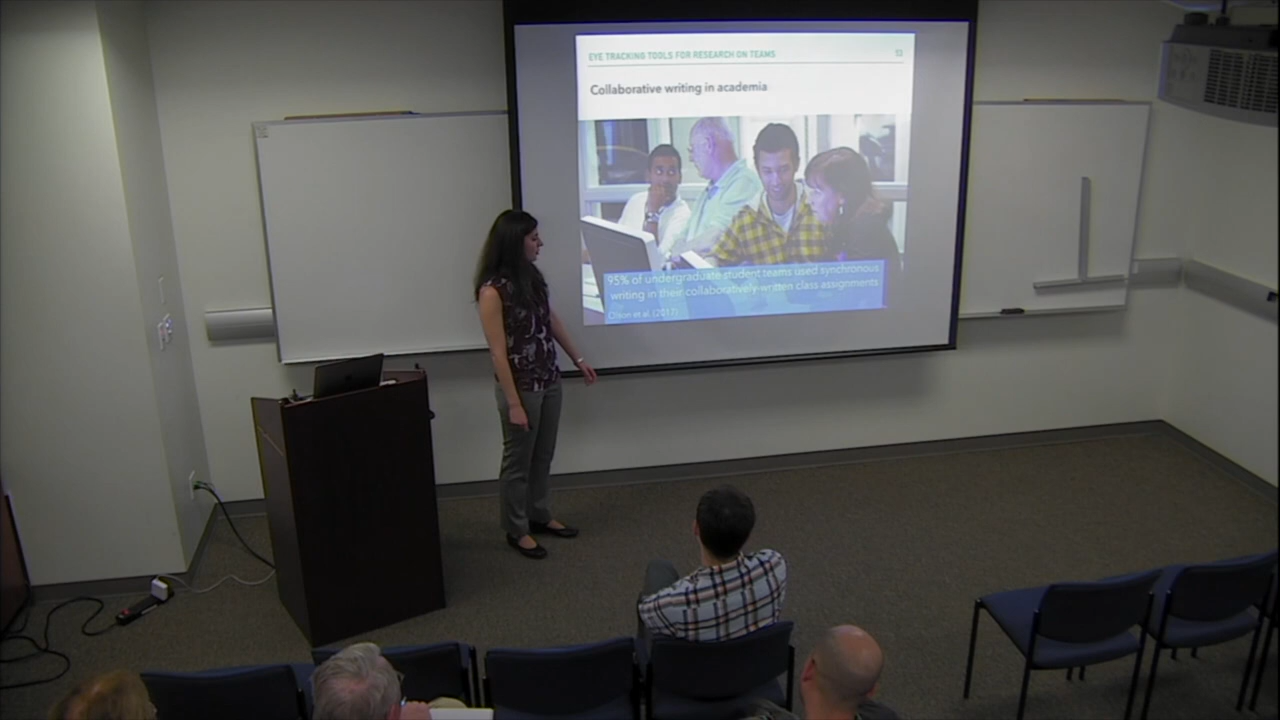 EYE TRACKING TOOLS FOR RESEARCH ON TEAMS
13
Collaborative writing in academia
95% of undergraduate student teams used synchronous
writing in their collaboratively-written class assignments
Olson et al. (2017)